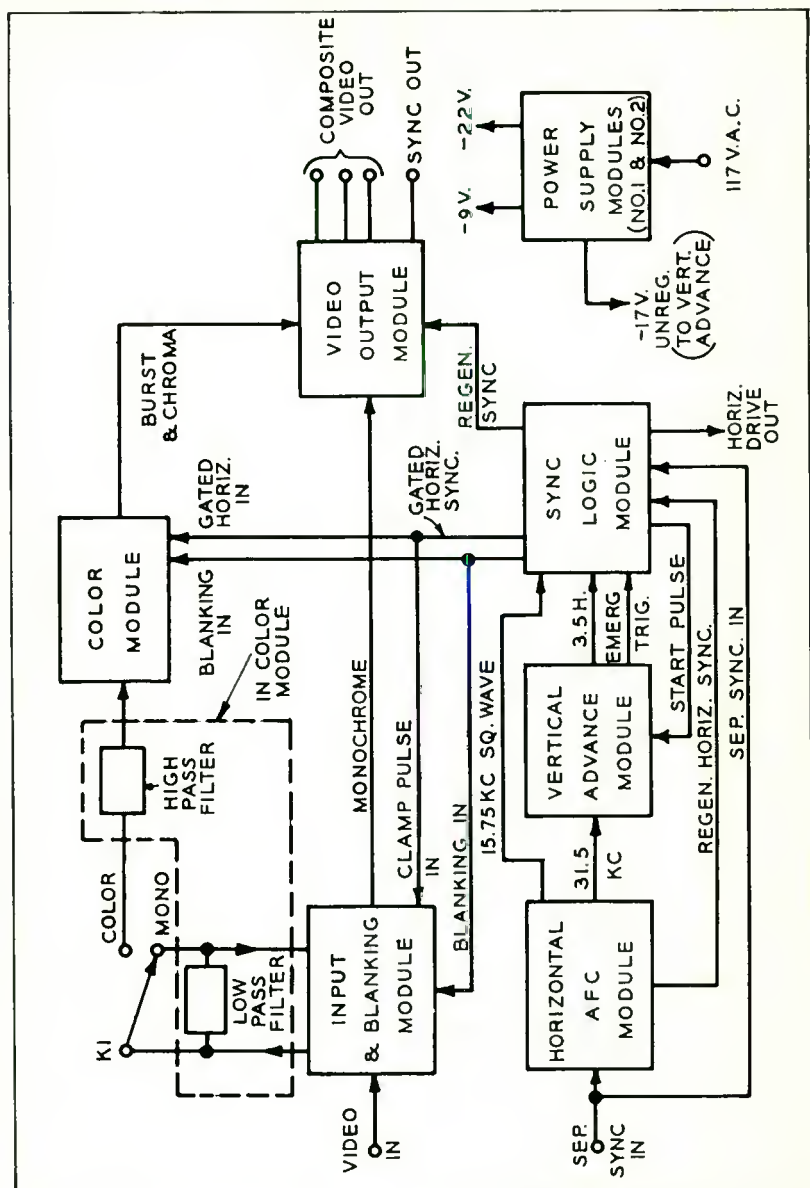 VIDEO
IN
K1
COLOR
MONO
LOW
PASS
FILTER
HIGH
PASS
FILTER
IN COLOR
MODULE
INPUT
& BLANKING
MODULE
COLOR
MODULE
BLANKING
IN
GATED
HORIZ
IN
BURST
& CHROMA
MONOCHROME
CLAMP PULSE
IN
BLANKING IN
GATED
HORIZ.
SYNC.
VIDEO
OUTPUT
MODULE
COMPOSITE
VIDEO
OUT
SYNC OUT
REGEN.
SYNC
SEP.
SYNC
IN
HORIZONTAL
AFC
MODULE
15.75KC SQ.WAVE
31.5
KC
VERTICAL
ADVANCE
MODULE
3.5H.
EMERG
TRIG.
START PULSE
REGEN. HORIZ. SYNC.
SEP. SYNC. IN
SYNC
LOGIC
MODULE
HORIZ.
DRIVE
OUT
-9V.
-22V.
POWER
SUPPLY
MODULES
(NO.1 & NO.2)
-17V.
UNREG.
(TO VERT.
ADVANCE)
117V.A.C.